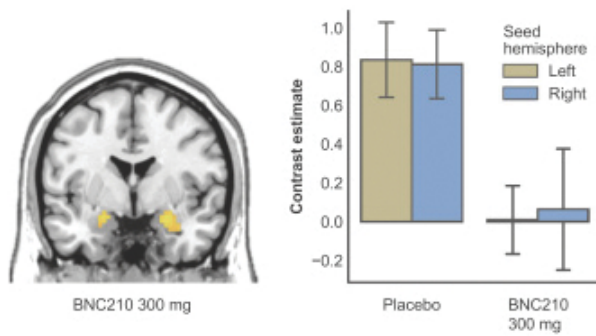 BNC210 300 mg
Contrast estimate
1.0
0.8
0.6
0.4
0.2
0.0
−0.2
Seed
hemisphere
Left
Right
Placebo
BNC210
300 mg